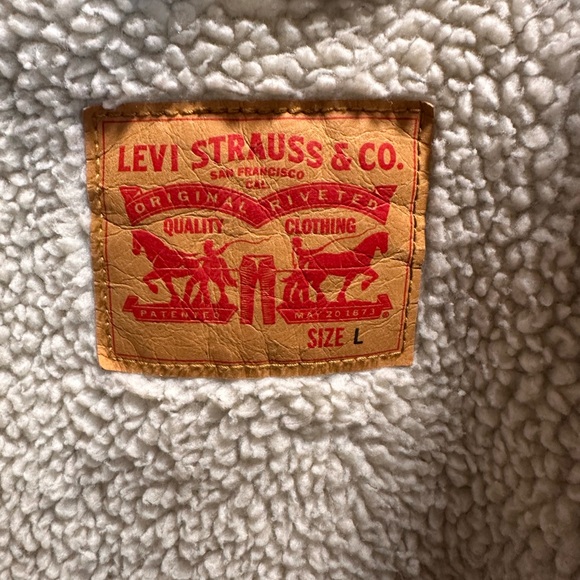 LEVI STRAUSS & CO.
SAN FRANCISCO
CAL.
ORIGINAL RIVETED
QUALITY CLOTHING
PATENTED MAY 20 1873
SIZE L